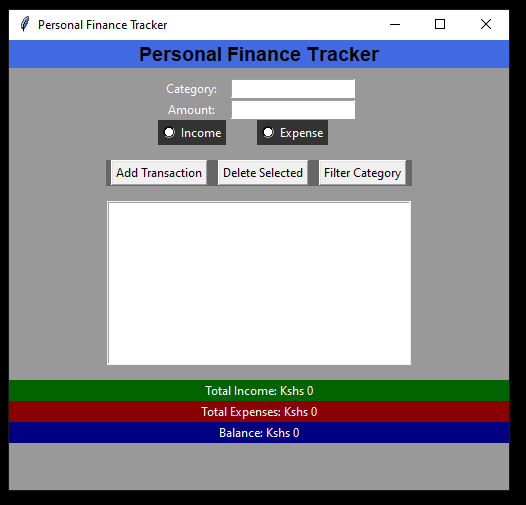 Personal Finance Tracker
Personal Finance Tracker
Category:
Amount:
Income Expense
Add Transaction Delete Selected Filter Category
Total Income: Kshs 0
Total Expenses: Kshs 0
Balance: Kshs 0